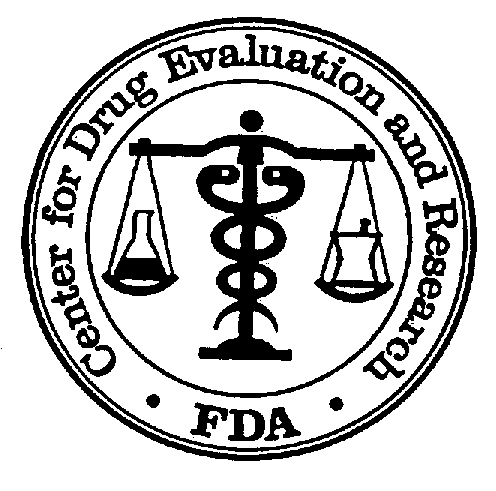 Center for Drug Evaluation and Research
• FDA •